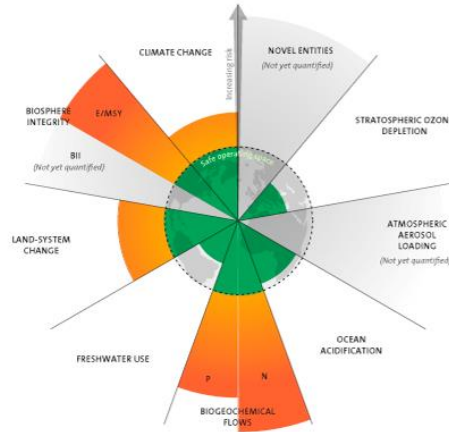 CLIMATE CHANGE
Increasing risk
NOVEL ENTITIES
(Not yet quantified)
STRATOSPHERIC OZON
DEPLETION
ATMOSPHERIC
AEROSOL
LOADING
(Not yet quantified)
OCEAN
ACIDIFICATION
N
P
BIOGEOCHEMICAL
FLOWS
FRESHWATER USE
LAND-SYSTEM
CHANGE
BII
(Not yet quantified)
BIOSPHERE
INTEGRITY
E/MSY
Safe operating space